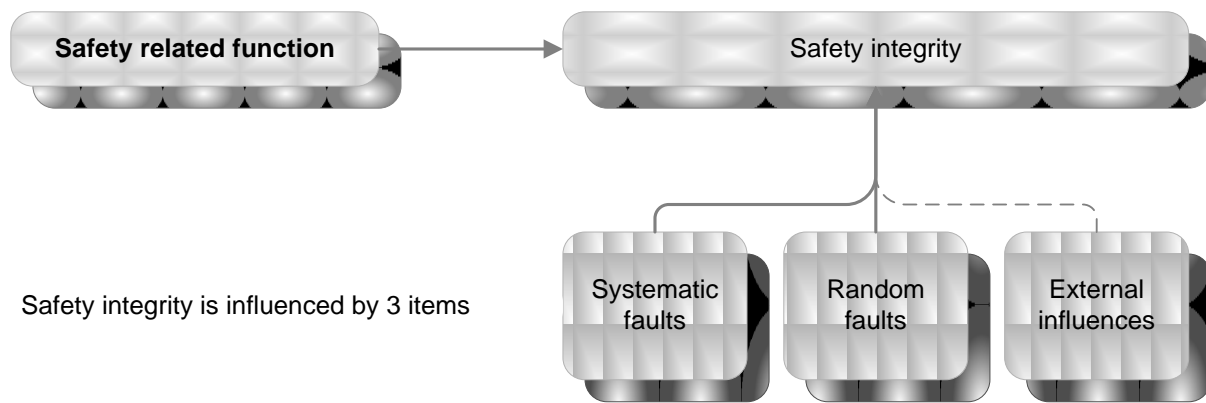 Safety related function
Safety integrity
Systematic
faults
Random
faults
External
influences
Safety integrity is influenced by 3 items